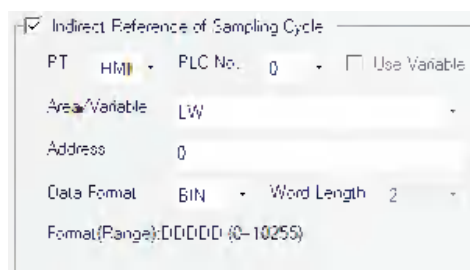 Indirect Reference of Sampling Cycle
PT HMI PLC No. 0 Use Variable
Area/Variable LW
Address 0
Data Format BIN Word Length 2
Format(Range):DDDDD (0~10255)